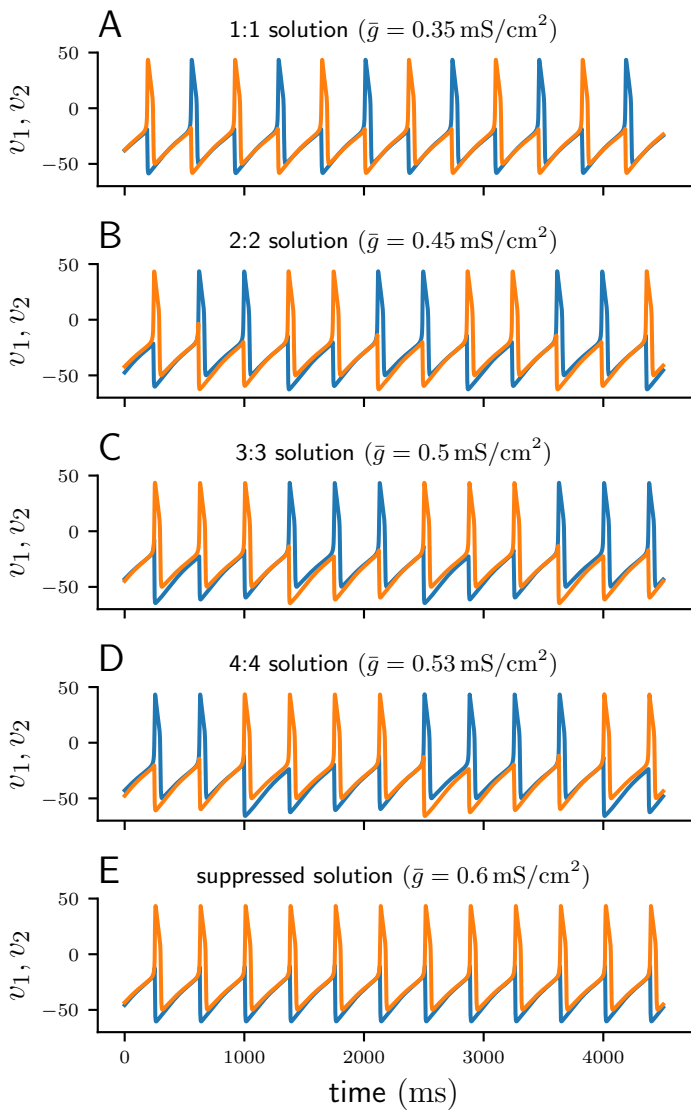 A
1:1 solution (ḡ = 0.35 mS/cm²)
50
0
−50
v₁, v₂
B
2:2 solution (ḡ = 0.45 mS/cm²)
50
0
−50
v₁, v₂
C
3:3 solution (ḡ = 0.5 mS/cm²)
50
0
−50
v₁, v₂
D
4:4 solution (ḡ = 0.53 mS/cm²)
50
0
−50
v₁, v₂
E
suppressed solution (ḡ = 0.6 mS/cm²)
50
0
−50
v₁, v₂
0 1000 2000 3000 4000
time (ms)